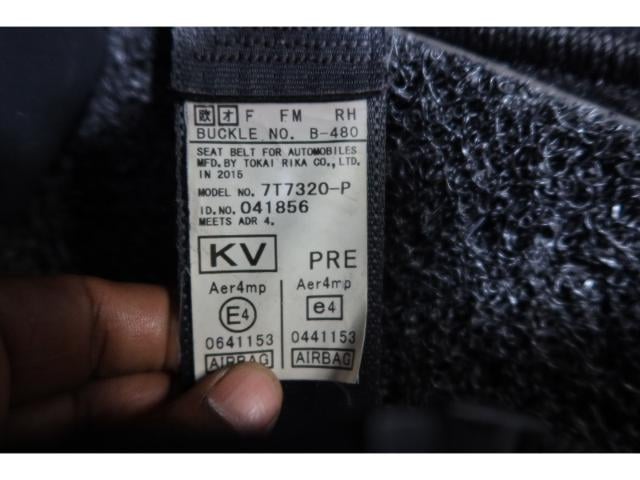 欧 オ F FM RH
BUCKLE NO. B-480
SEAT BELT FOR AUTOMOBILES
MFD. BY TOKAI RIKA CO., LTD.
IN 2015
MODEL NO. 7T7320-P
ID. NO. 041856
MEETS ADR 4.
KV PRE
Aer4mp Aer4mp
E4 e4
0641153 0441153
AIRBAG AIRBAG